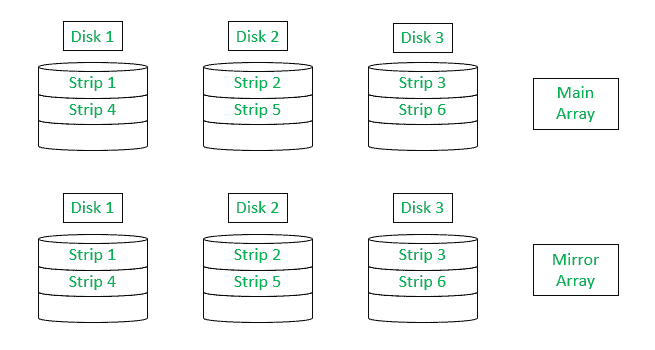 Disk 1
Disk 2
Disk 3
Strip 1
Strip 2
Strip 3
Strip 4
Strip 5
Strip 6
Main
Array
Disk 1
Disk 2
Disk 3
Strip 1
Strip 2
Strip 3
Strip 4
Strip 5
Strip 6
Mirror
Array